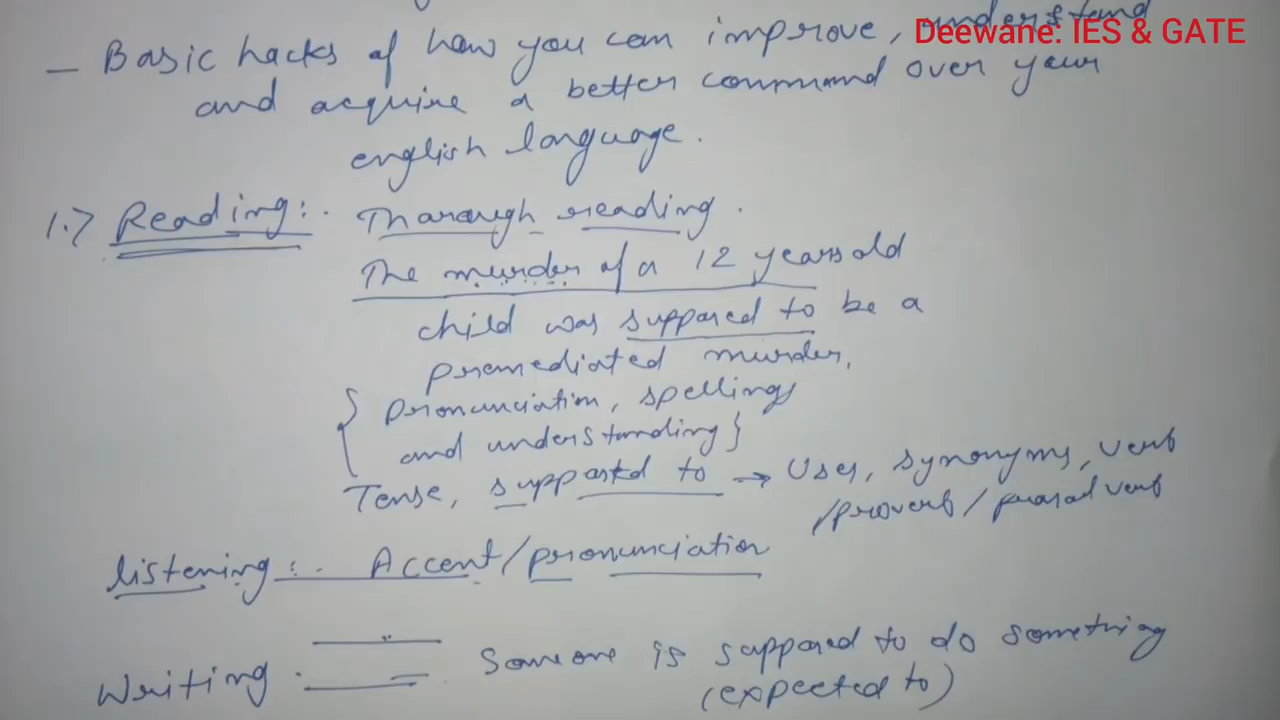 Deewane: IES & GATE
— Basic hacks of how you can improve, understand
and acquire a better command over your
english language.
1.) Reading:. Thorough reading.
The murder of a 12 years old
child was supposed to be a
premediated murder.
{ pronunciation, spellings
and understanding }
Tense, supposed to → Uses, synonyms, verb
/proverb/phrasal verb
listening:. Accent/pronunciation
Writing. Someone is supposed to do something
(expected to)